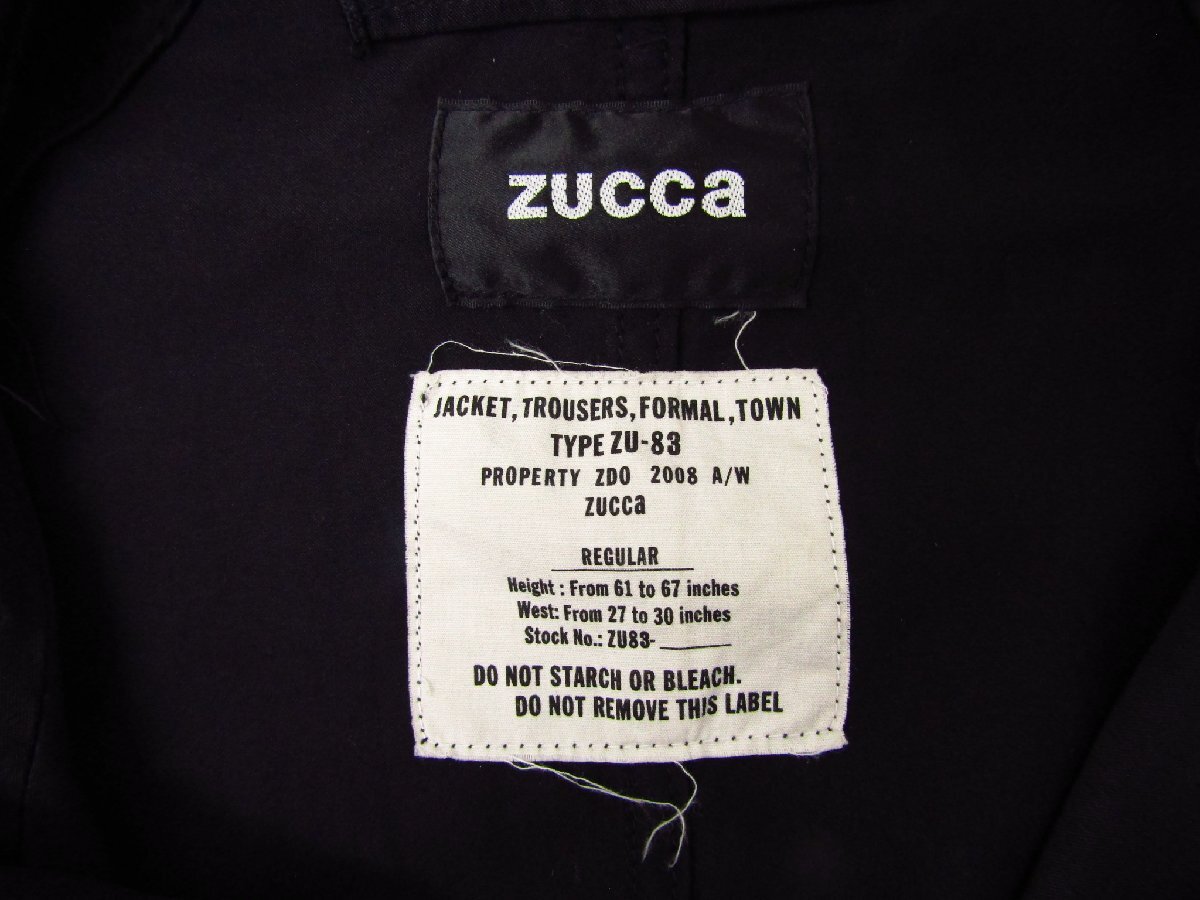 zucca
JACKET, TROUSERS, FORMAL, TOWN
TYPE ZU-83
PROPERTY ZDO 2008 A/W
zucca
REGULAR
Height : From 61 to 67 inches
West: From 27 to 30 inches
Stock No.: ZU83-
DO NOT STARCH OR BLEACH.
DO NOT REMOVE THIS LABEL